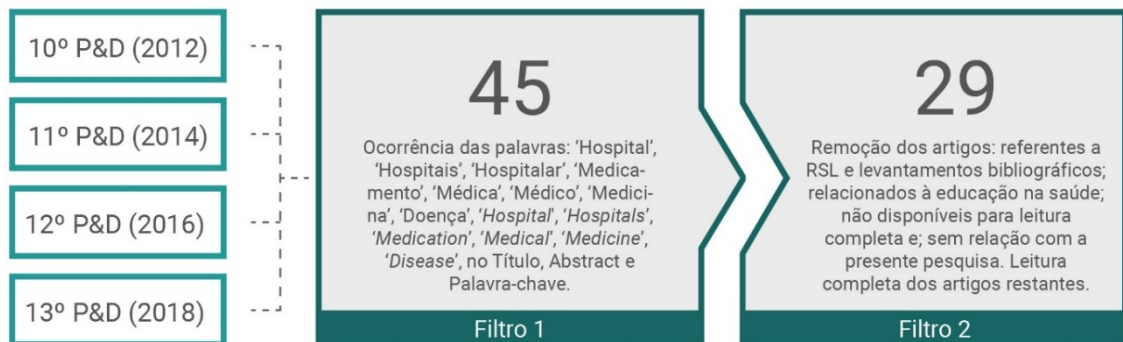 10º P&D (2012)
11º P&D (2014)
12º P&D (2016)
13º P&D (2018)
45
Ocorrência das palavras: ‘Hospital’,
‘Hospitais’, ‘Hospitalar’, ‘Medica-
mento’, ‘Médica’, ‘Médico’, ‘Medici-
na’, ‘Doença’, ‘Hospital’, ‘Hospitals’,
‘Medication’, ‘Medical’, ‘Medicine’,
‘Disease’, no Título, Abstract e
Palavra-chave.
Filtro 1
29
Remoção dos artigos: referentes a
RSL e levantamentos bibliográficos;
relacionados à educação na saúde;
não disponíveis para leitura
completa e; sem relação com a
presente pesquisa. Leitura
completa dos artigos restantes.
Filtro 2